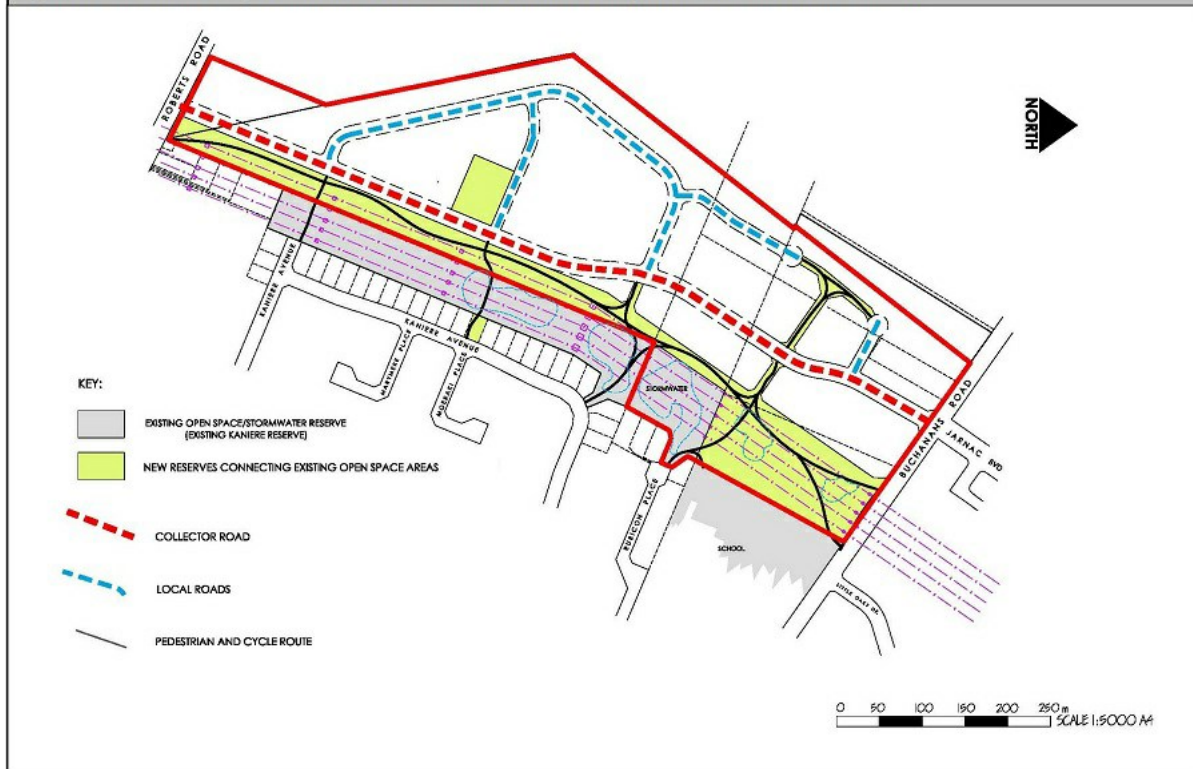 ROBERTS ROAD
NORTH
KANIERE AVENUE
KANIERE AVENUE
MARTMERE PLACE
MOERAKI PLACE
STORMWATER
BUCHANANS ROAD
JARNAC BVD
RUBICON PLACE
SCHOOL
LITTLE OAKS DR.
KEY:
EXISTING OPEN SPACE/STORMWATER RESERVE
(EXISTING KANIERE RESERVE)
NEW RESERVES CONNECTING EXISTING OPEN SPACE AREAS
COLLECTOR ROAD
LOCAL ROADS
PEDESTRIAN AND CYCLE ROUTE
0 50 100 150 200 250 m
SCALE 1:5000 A4